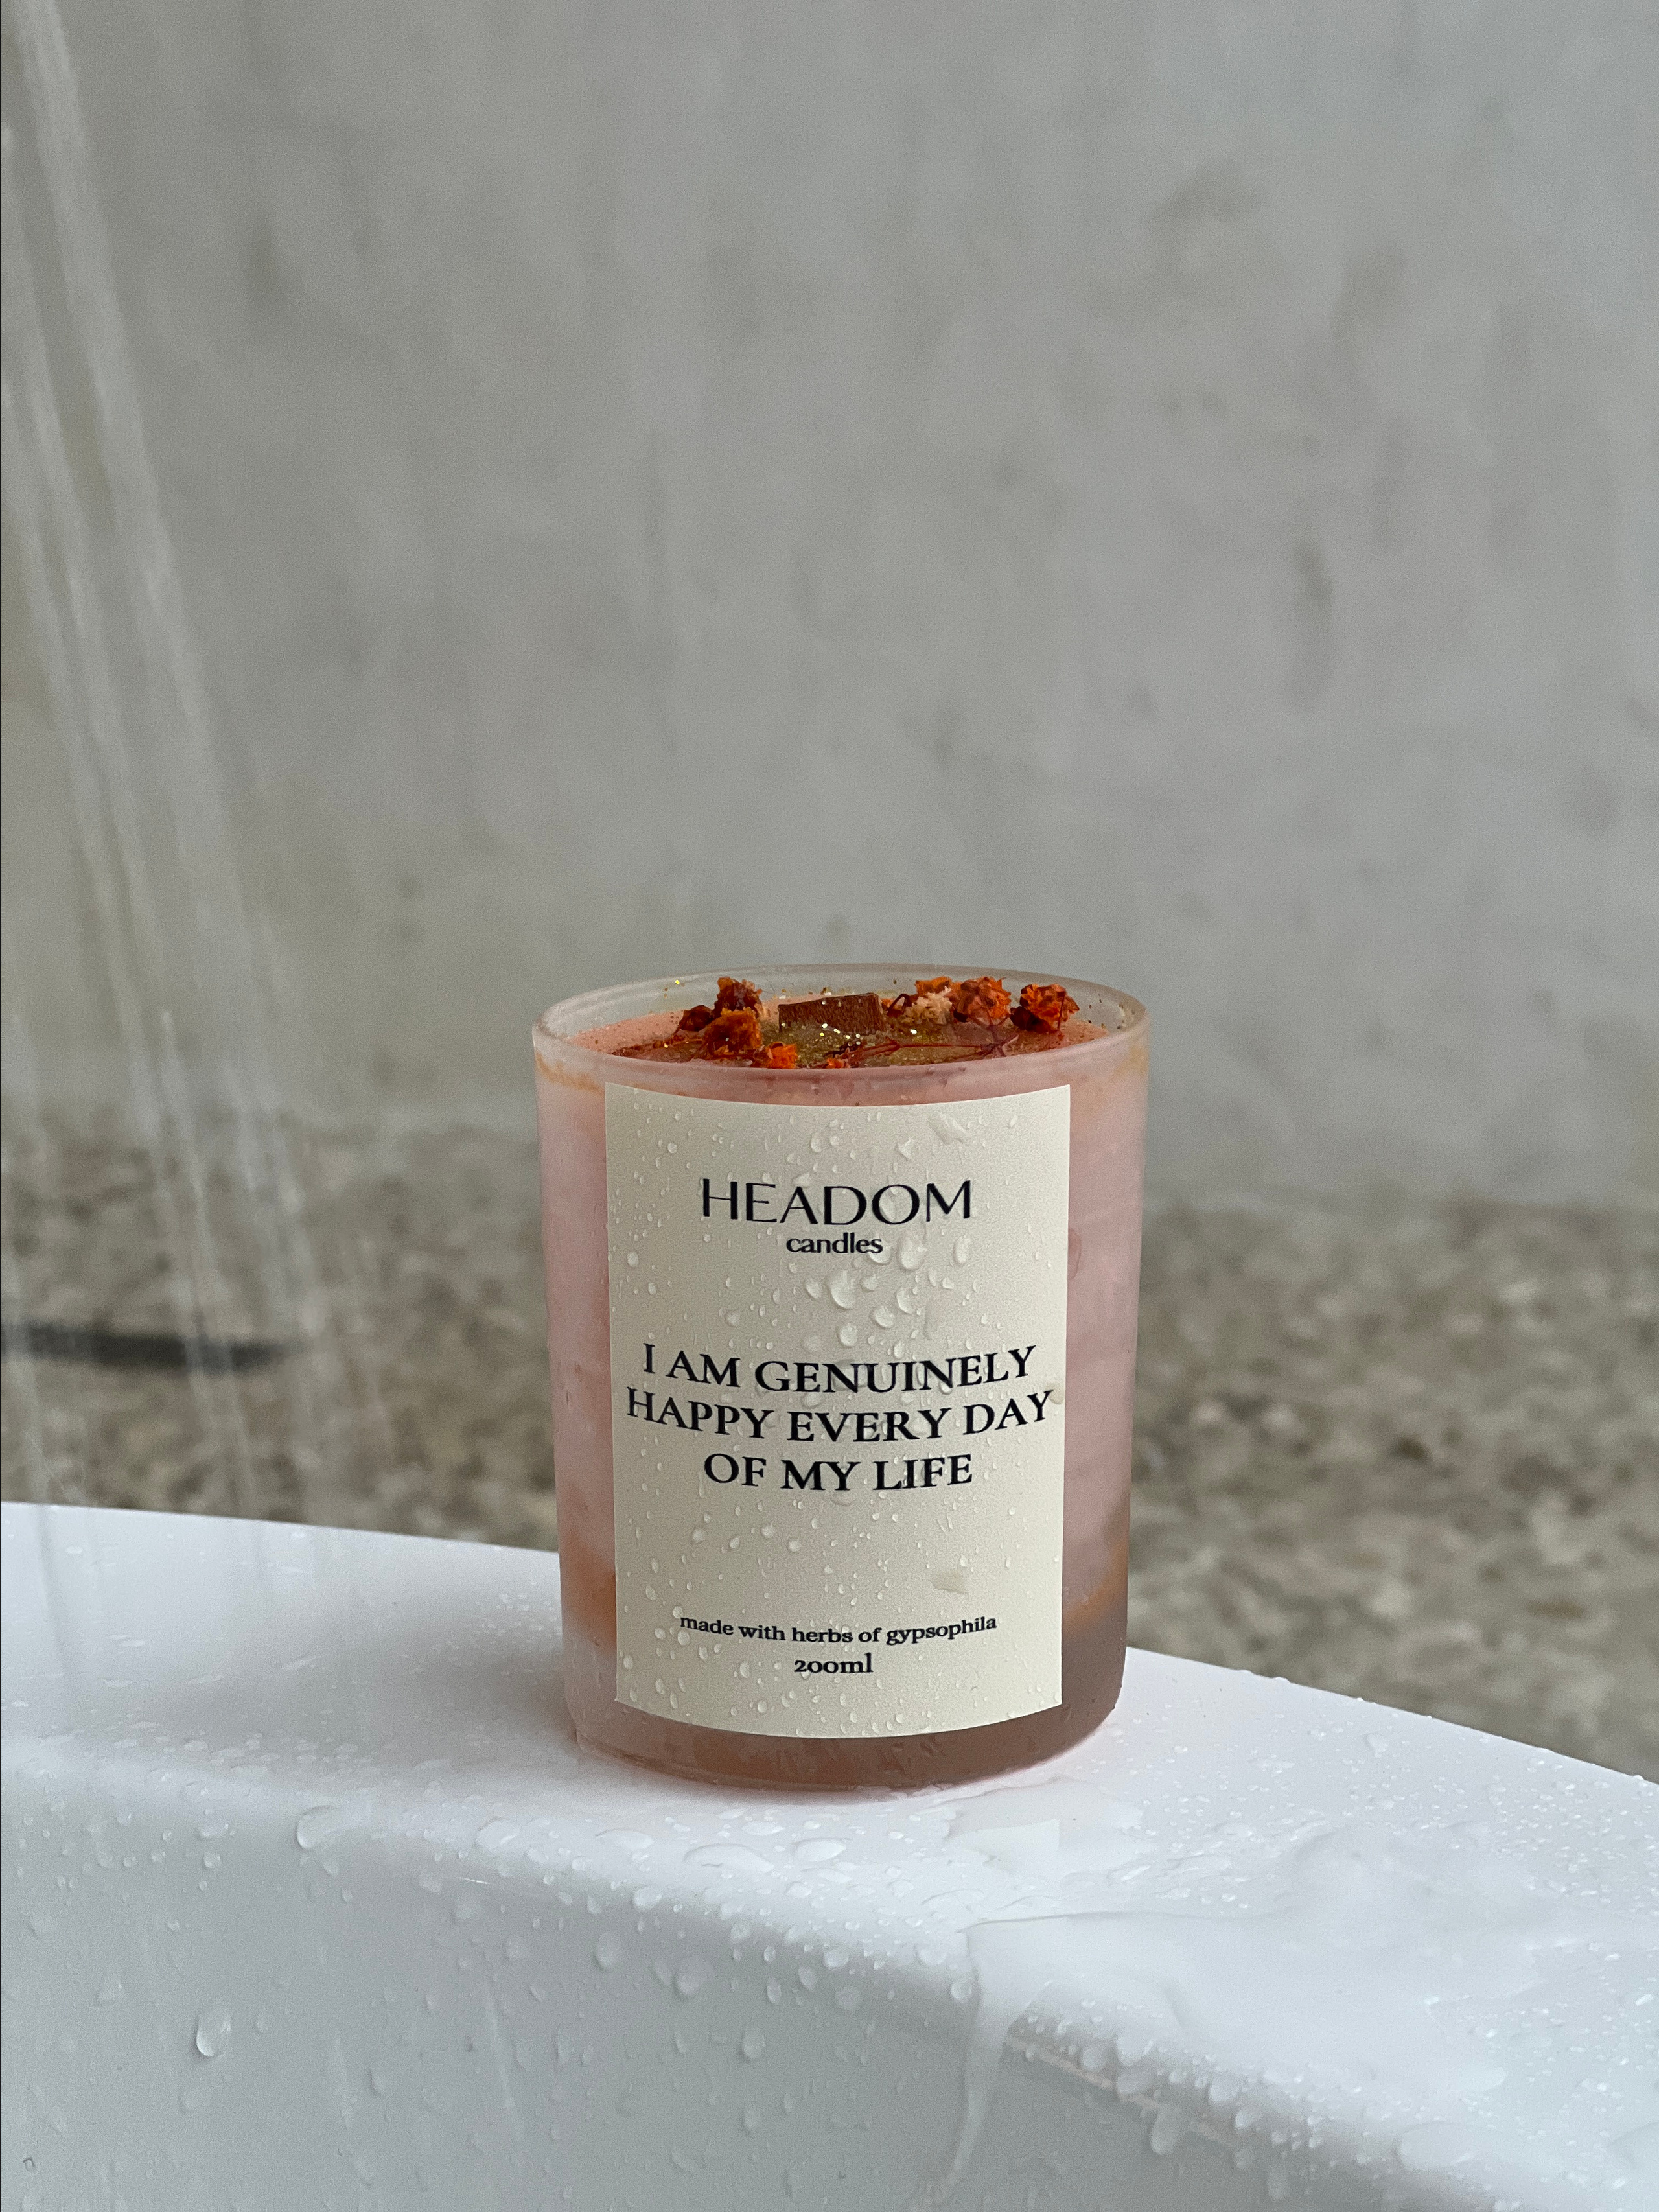 HEADOM
candles
I AM GENUINELY
HAPPY EVERY DAY
OF MY LIFE
made with herbs of gypsophila
200ml